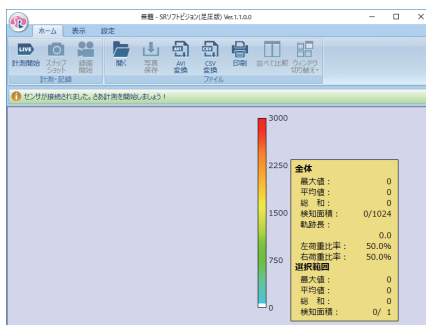 無題 - SRソフトビジョン(足圧版) Ver.1.1.0.0
ホーム 表示 設定
LIVE AVI CSV
計測開始 スナップショット 録画開始 開く 写真保存 AVI変換 CSV変換 印刷 並べて比較 ウィンドウ切り替え
計測・記録 ファイル
センサが接続されました。さあ計測を開始しましょう！
3000
2250
1500
750
0
全体
最大値： 0
平均値： 0
総 和： 0
検知面積： 0/1024
軌跡長：
0.0
左荷重比率： 50.0%
右荷重比率： 50.0%
選択範囲
最大値： 0
平均値： 0
総 和： 0
検知面積： 0/ 1